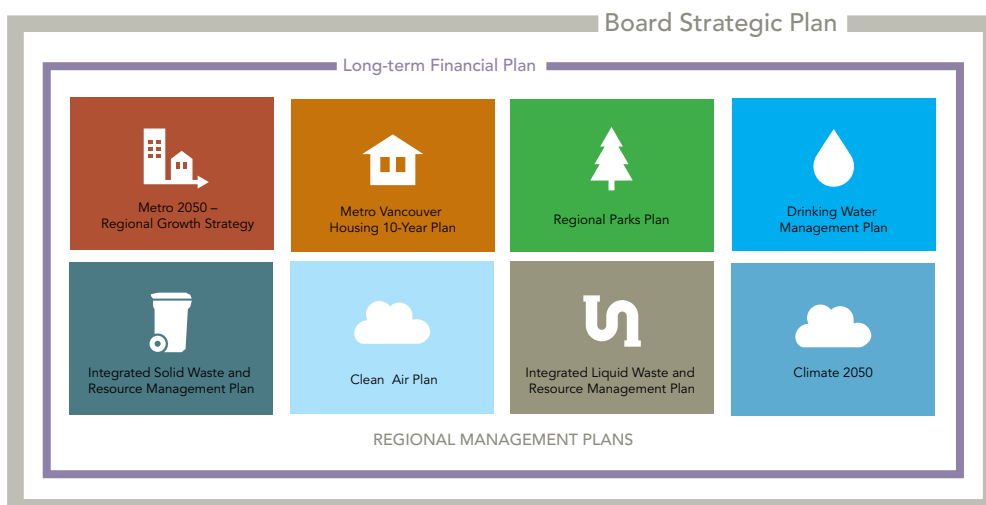 Board Strategic Plan
Long-term Financial Plan
Metro 2050 –
Regional Growth Strategy
Metro Vancouver
Housing 10-Year Plan
Regional Parks Plan
Drinking Water
Management Plan
Integrated Solid Waste and
Resource Management Plan
Clean Air Plan
Integrated Liquid Waste and
Resource Management Plan
Climate 2050
REGIONAL MANAGEMENT PLANS